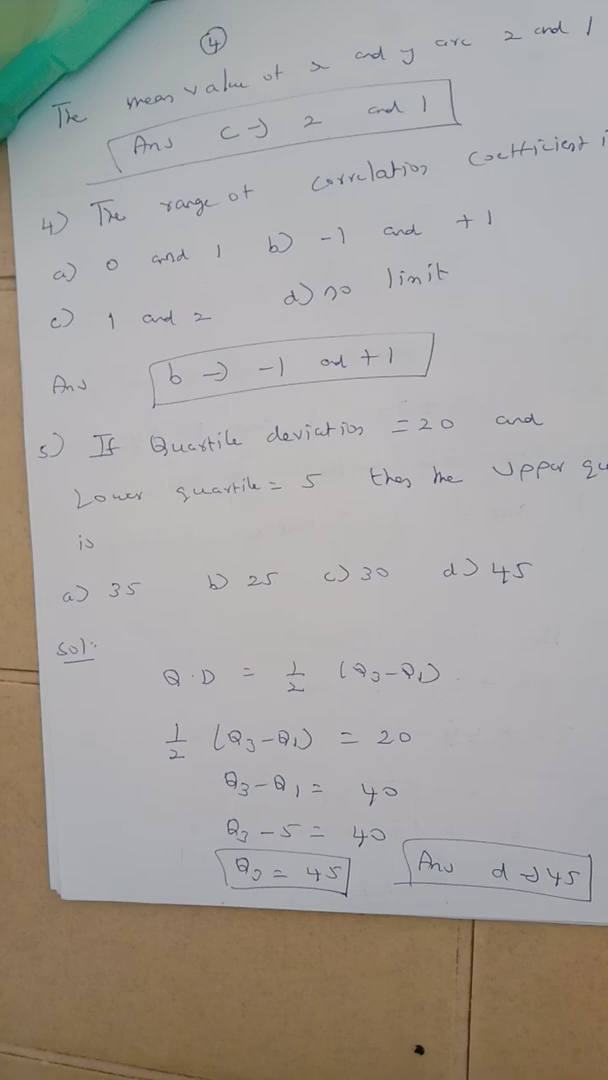 4
The mean value of x and y are 2 and 1
Ans c → 2 and 1
4) The range of correlation coefficient
a) 0 and 1 b) -1 and +1
c) 1 and 2 d) no limit
Ans b → -1 and +1
5) If Quartile deviation = 20 and
Lower quartile = 5 then the Upper qu
is
a) 35 b) 25 c) 30 d) 45
Sol:
Q.D = 1/2 (Q3-Q1)
1/2 (Q3-Q1) = 20
Q3-Q1 = 40
Q3-5 = 40
Q3 = 45 Ans d → 45